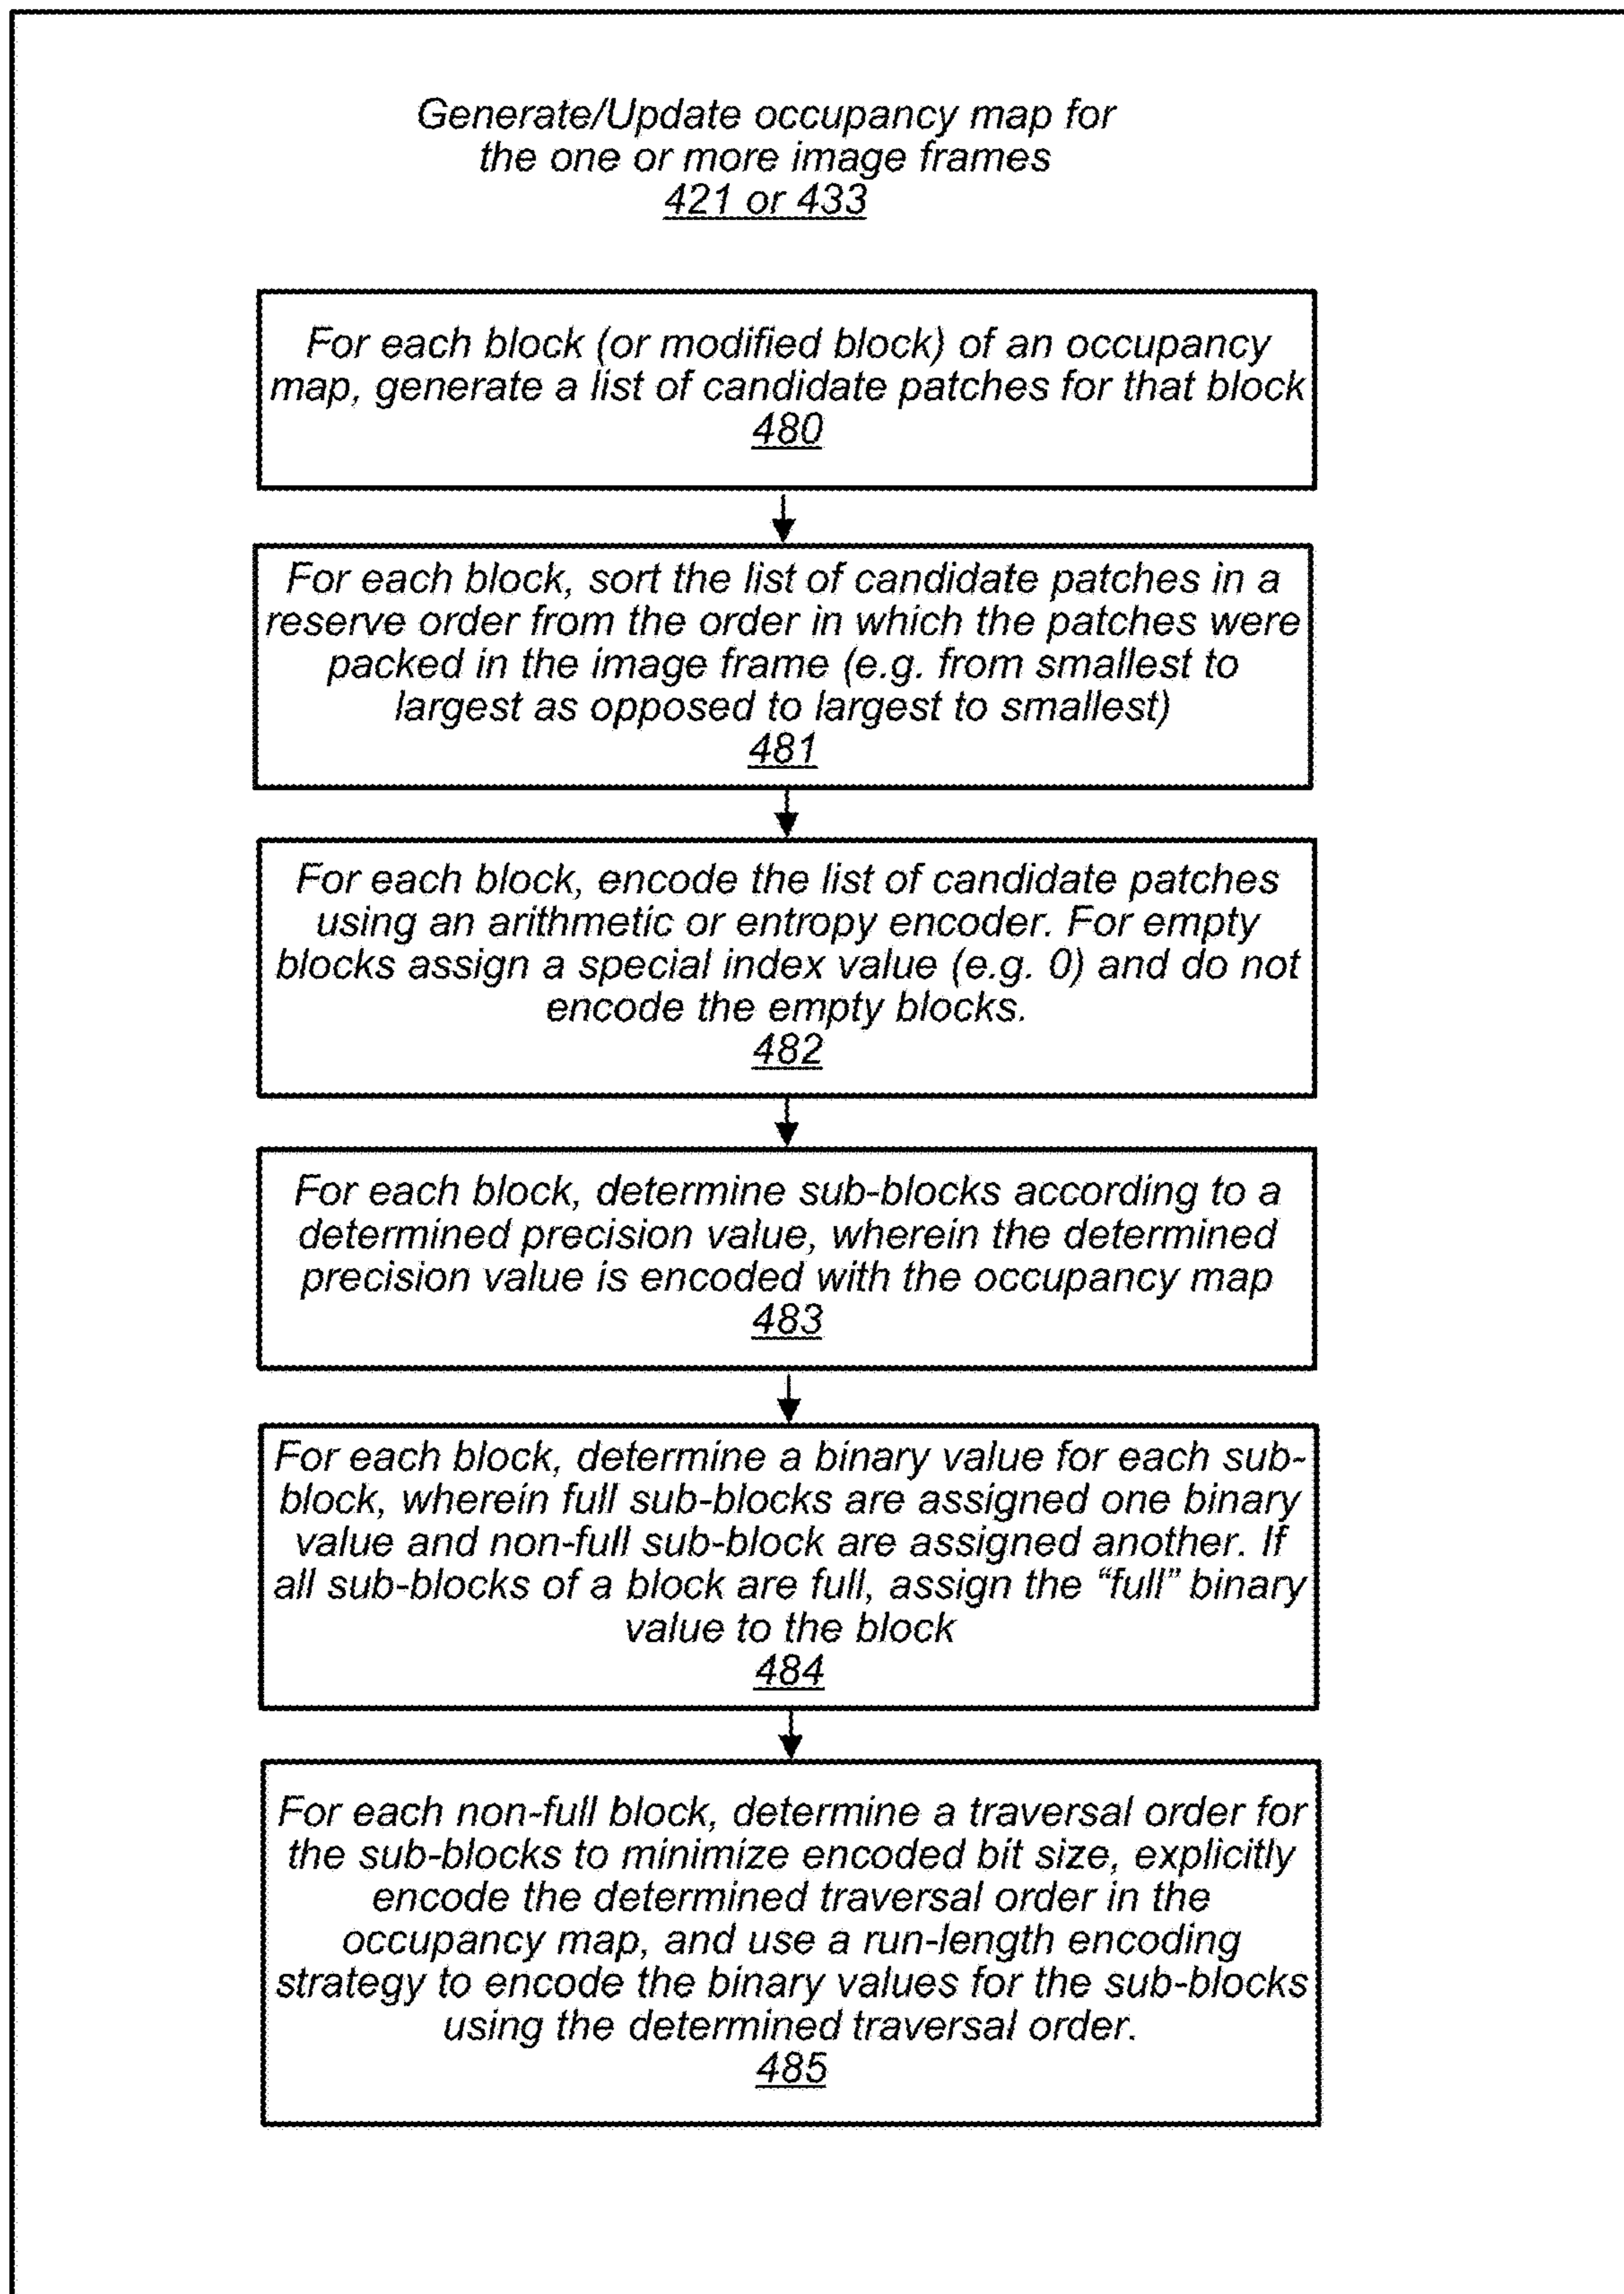 Generate/Update occupancy map for
the one or more image frames
421 or 433
For each block (or modified block) of an occupancy
map, generate a list of candidate patches for that block
480
For each block, sort the list of candidate patches in a
reserve order from the order in which the patches were
packed in the image frame (e.g. from smallest to
largest as opposed to largest to smallest)
481
For each block, encode the list of candidate patches
using an arithmetic or entropy encoder. For empty
blocks assign a special index value (e.g. 0) and do not
encode the empty blocks.
482
For each block, determine sub-blocks according to a
determined precision value, wherein the determined
precision value is encoded with the occupancy map
483
For each block, determine a binary value for each sub-
block, wherein full sub-blocks are assigned one binary
value and non-full sub-block are assigned another. If
all sub-blocks of a block are full, assign the “full” binary
value to the block
484
For each non-full block, determine a traversal order for
the sub-blocks to minimize encoded bit size, explicitly
encode the determined traversal order in the
occupancy map, and use a run-length encoding
strategy to encode the binary values for the sub-blocks
using the determined traversal order.
485